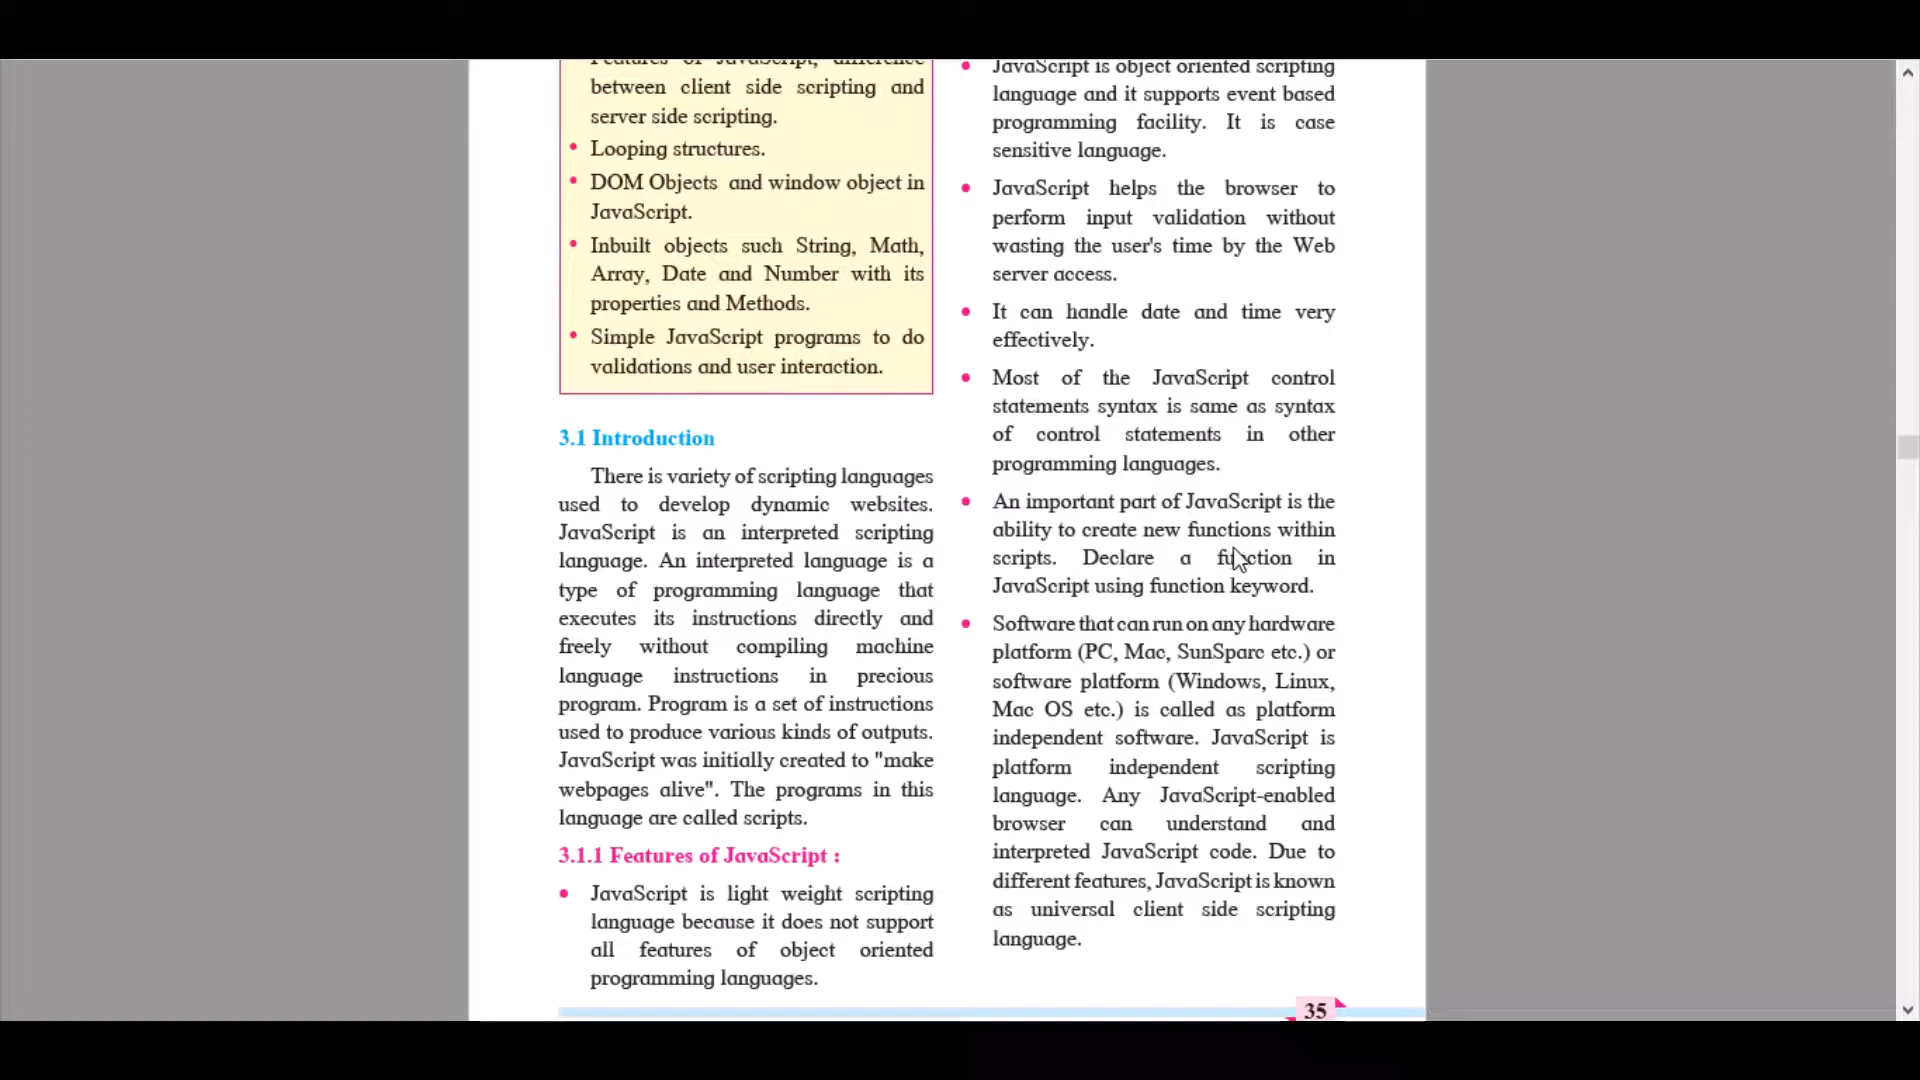 Features of JavaScript, difference
between client side scripting and
server side scripting.
• Looping structures.
• DOM Objects and window object in
JavaScript.
• Inbuilt objects such String, Math,
Array, Date and Number with its
properties and Methods.
• Simple JavaScript programs to do
validations and user interaction.
3.1 Introduction
There is variety of scripting languages
used to develop dynamic websites.
JavaScript is an interpreted scripting
language. An interpreted language is a
type of programming language that
executes its instructions directly and
freely without compiling machine
language instructions in precious
program. Program is a set of instructions
used to produce various kinds of outputs.
JavaScript was initially created to "make
webpages alive". The programs in this
language are called scripts.
3.1.1 Features of JavaScript :
• JavaScript is light weight scripting
language because it does not support
all features of object oriented
programming languages.
• JavaScript is object oriented scripting
language and it supports event based
programming facility. It is case
sensitive language.
• JavaScript helps the browser to
perform input validation without
wasting the user's time by the Web
server access.
• It can handle date and time very
effectively.
• Most of the JavaScript control
statements syntax is same as syntax
of control statements in other
programming languages.
• An important part of JavaScript is the
ability to create new functions within
scripts. Declare a function in
JavaScript using function keyword.
• Software that can run on any hardware
platform (PC, Mac, SunSparc etc.) or
software platform (Windows, Linux,
Mac OS etc.) is called as platform
independent software. JavaScript is
platform independent scripting
language. Any JavaScript-enabled
browser can understand and
interpreted JavaScript code. Due to
different features, JavaScript is known
as universal client side scripting
language.
35